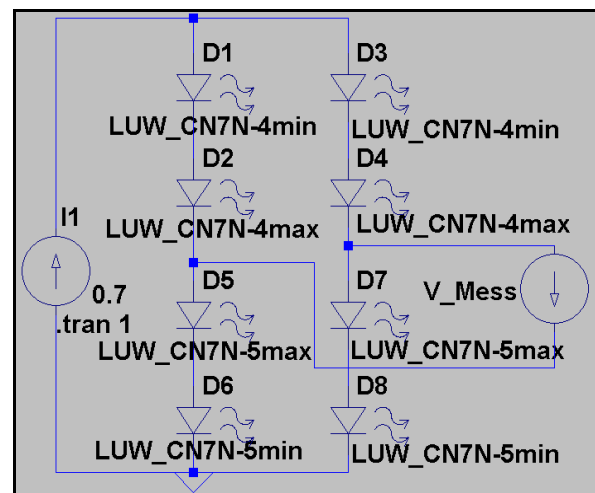 D1
D3
LUW_CN7N-4min
LUW_CN7N-4min
D2
D4
LUW_CN7N-4max
LUW_CN7N-4max
I1
0.7
.tran 1
D5
D7
V_Mess
LUW_CN7N-5max
LUW_CN7N-5max
D6
D8
LUW_CN7N-5min
LUW_CN7N-5min